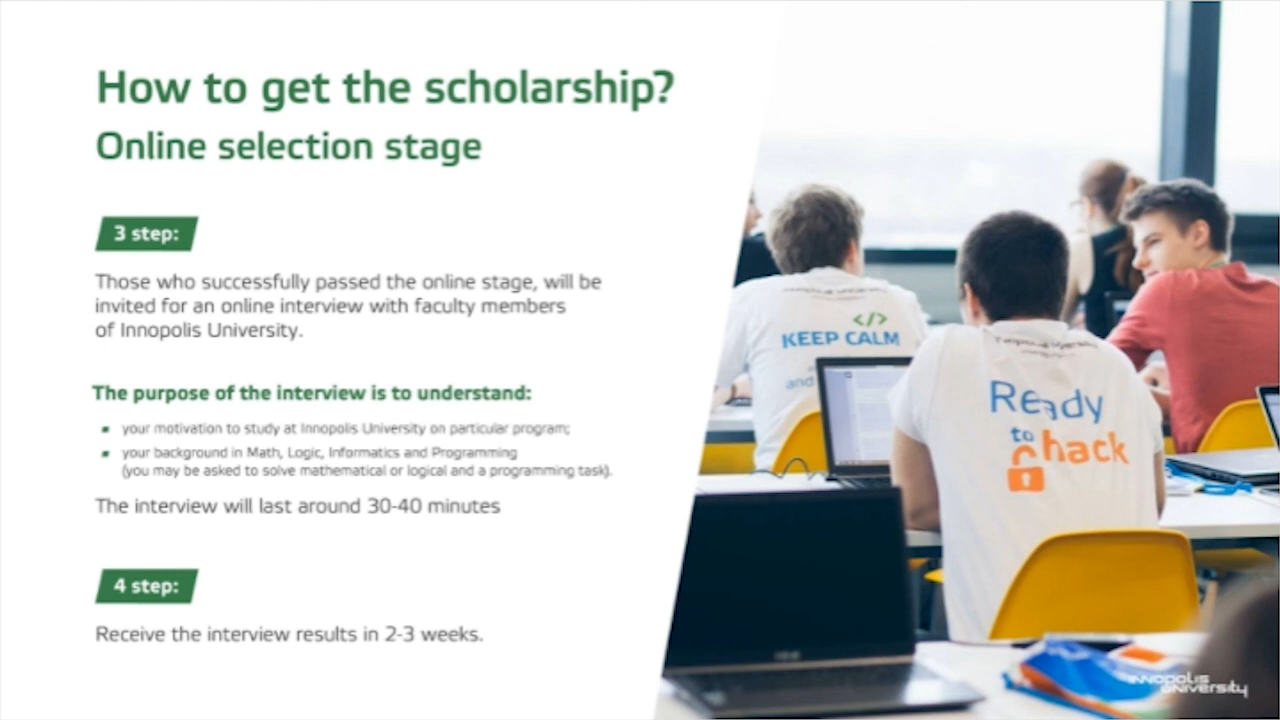 How to get the scholarship?
Online selection stage
3 step:
Those who successfully passed the online stage, will be
invited for an online interview with faculty members
of Innopolis University.
The purpose of the interview is to understand:
your motivation to study at Innopolis University on particular program;
your background in Math, Logic, Informatics and Programming
(you may be asked to solve mathematical or logical and a programming task).
The interview will last around 30-40 minutes
4 step:
Receive the interview results in 2-3 weeks.
</>
KEEP CALM
and
Ready
to hack
innopolis
university